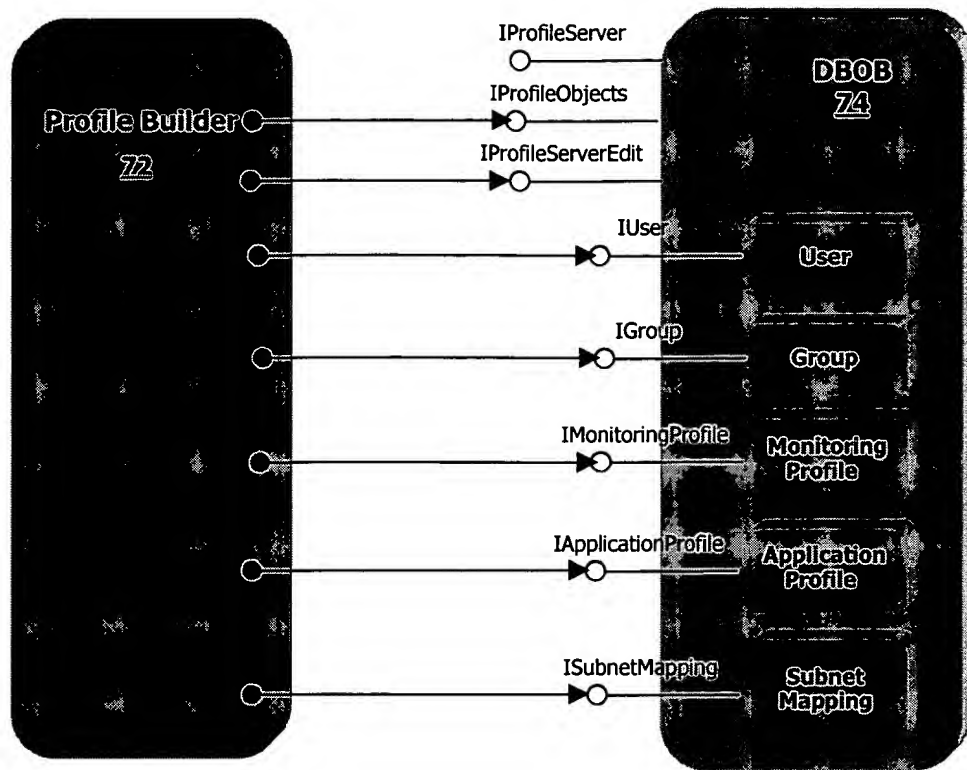 Profile Builder
72
IProfileServer
IProfileObjects
IProfileServerEdit
IUser
IGroup
IMonitoringProfile
IApplicationProfile
ISubnetMapping
DBOB
74
User
Group
Monitoring
Profile
Application
Profile
Subnet
Mapping